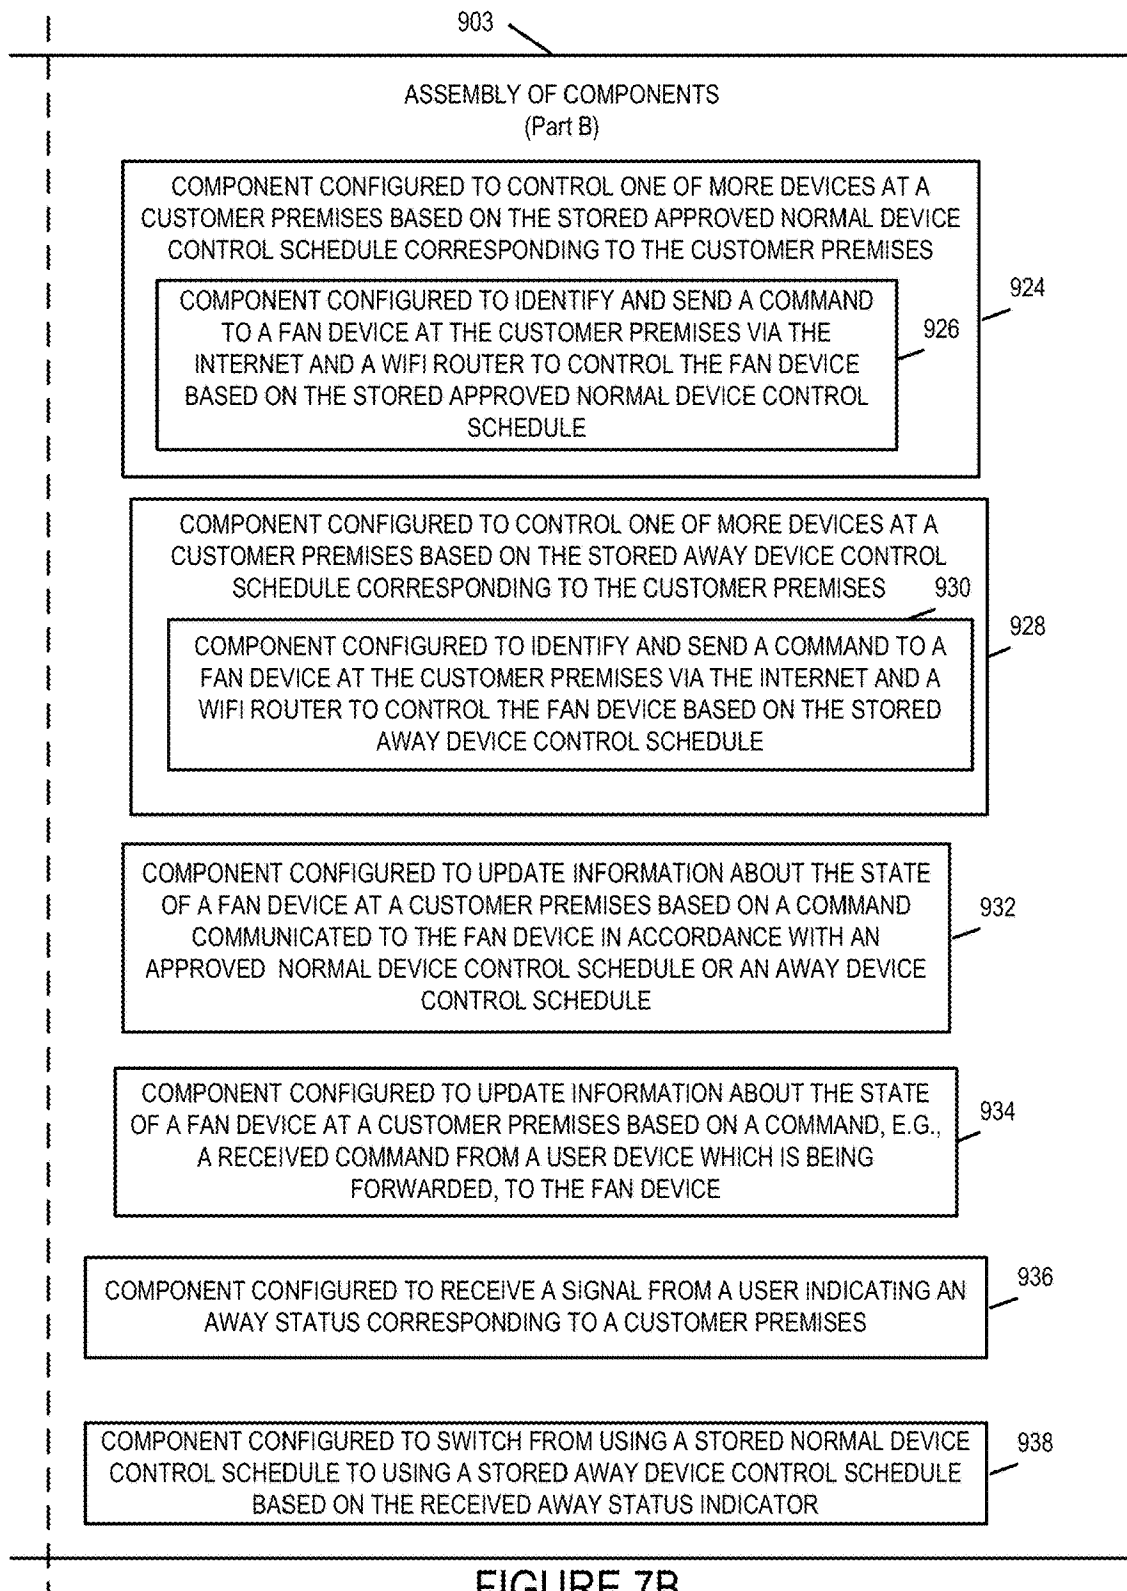 903
ASSEMBLY OF COMPONENTS
(Part B)
COMPONENT CONFIGURED TO CONTROL ONE OF MORE DEVICES AT A
CUSTOMER PREMISES BASED ON THE STORED APPROVED NORMAL DEVICE
CONTROL SCHEDULE CORRESPONDING TO THE CUSTOMER PREMISES
924
COMPONENT CONFIGURED TO IDENTIFY AND SEND A COMMAND
TO A FAN DEVICE AT THE CUSTOMER PREMISES VIA THE
INTERNET AND A WIFI ROUTER TO CONTROL THE FAN DEVICE
BASED ON THE STORED APPROVED NORMAL DEVICE CONTROL
SCHEDULE
926
COMPONENT CONFIGURED TO CONTROL ONE OF MORE DEVICES AT A
CUSTOMER PREMISES BASED ON THE STORED AWAY DEVICE CONTROL
SCHEDULE CORRESPONDING TO THE CUSTOMER PREMISES
930
928
COMPONENT CONFIGURED TO IDENTIFY AND SEND A COMMAND TO A
FAN DEVICE AT THE CUSTOMER PREMISES VIA THE INTERNET AND A
WIFI ROUTER TO CONTROL THE FAN DEVICE BASED ON THE STORED
AWAY DEVICE CONTROL SCHEDULE
COMPONENT CONFIGURED TO UPDATE INFORMATION ABOUT THE STATE
OF A FAN DEVICE AT A CUSTOMER PREMISES BASED ON A COMMAND
COMMUNICATED TO THE FAN DEVICE IN ACCORDANCE WITH AN
APPROVED NORMAL DEVICE CONTROL SCHEDULE OR AN AWAY DEVICE
CONTROL SCHEDULE
932
COMPONENT CONFIGURED TO UPDATE INFORMATION ABOUT THE STATE
OF A FAN DEVICE AT A CUSTOMER PREMISES BASED ON A COMMAND, E.G.,
A RECEIVED COMMAND FROM A USER DEVICE WHICH IS BEING
FORWARDED, TO THE FAN DEVICE
934
COMPONENT CONFIGURED TO RECEIVE A SIGNAL FROM A USER INDICATING AN
AWAY STATUS CORRESPONDING TO A CUSTOMER PREMISES
936
COMPONENT CONFIGURED TO SWITCH FROM USING A STORED NORMAL DEVICE
CONTROL SCHEDULE TO USING A STORED AWAY DEVICE CONTROL SCHEDULE
BASED ON THE RECEIVED AWAY STATUS INDICATOR
938
FIGURE 7B